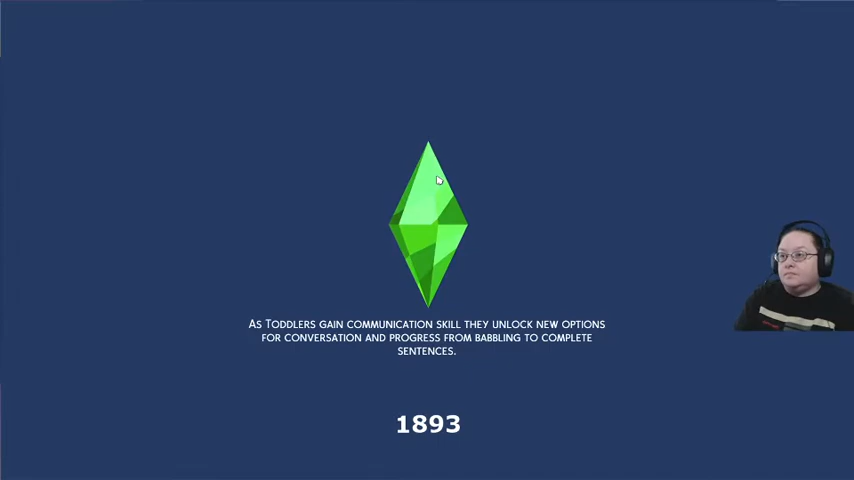 As Toddlers gain communication skill they unlock new options
for conversation and progress from babbling to complete
sentences.
1893